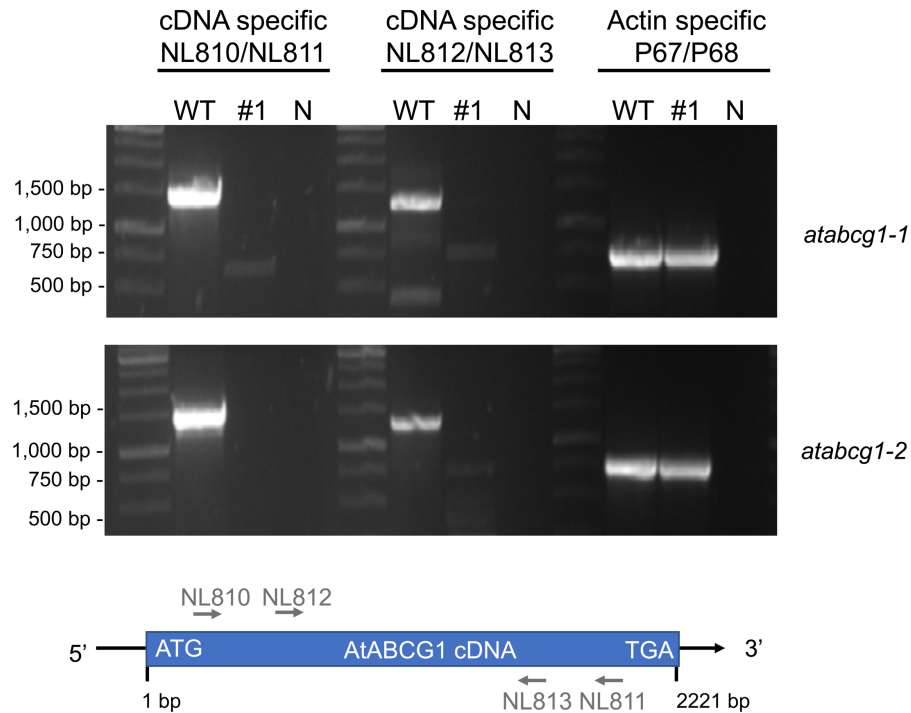 cDNA specific
NL810/NL811
cDNA specific
NL812/NL813
Actin specific
P67/P68
WT #1 N WT #1 N WT #1 N
1,500 bp -
1,000 bp -
750 bp -
500 bp -
atabcg1-1
1,500 bp -
1,000 bp -
750 bp -
500 bp -
atabcg1-2
NL810 NL812
5’ ATG AtABCG1 cDNA TGA 3’
NL813 NL811
1 bp 2221 bp